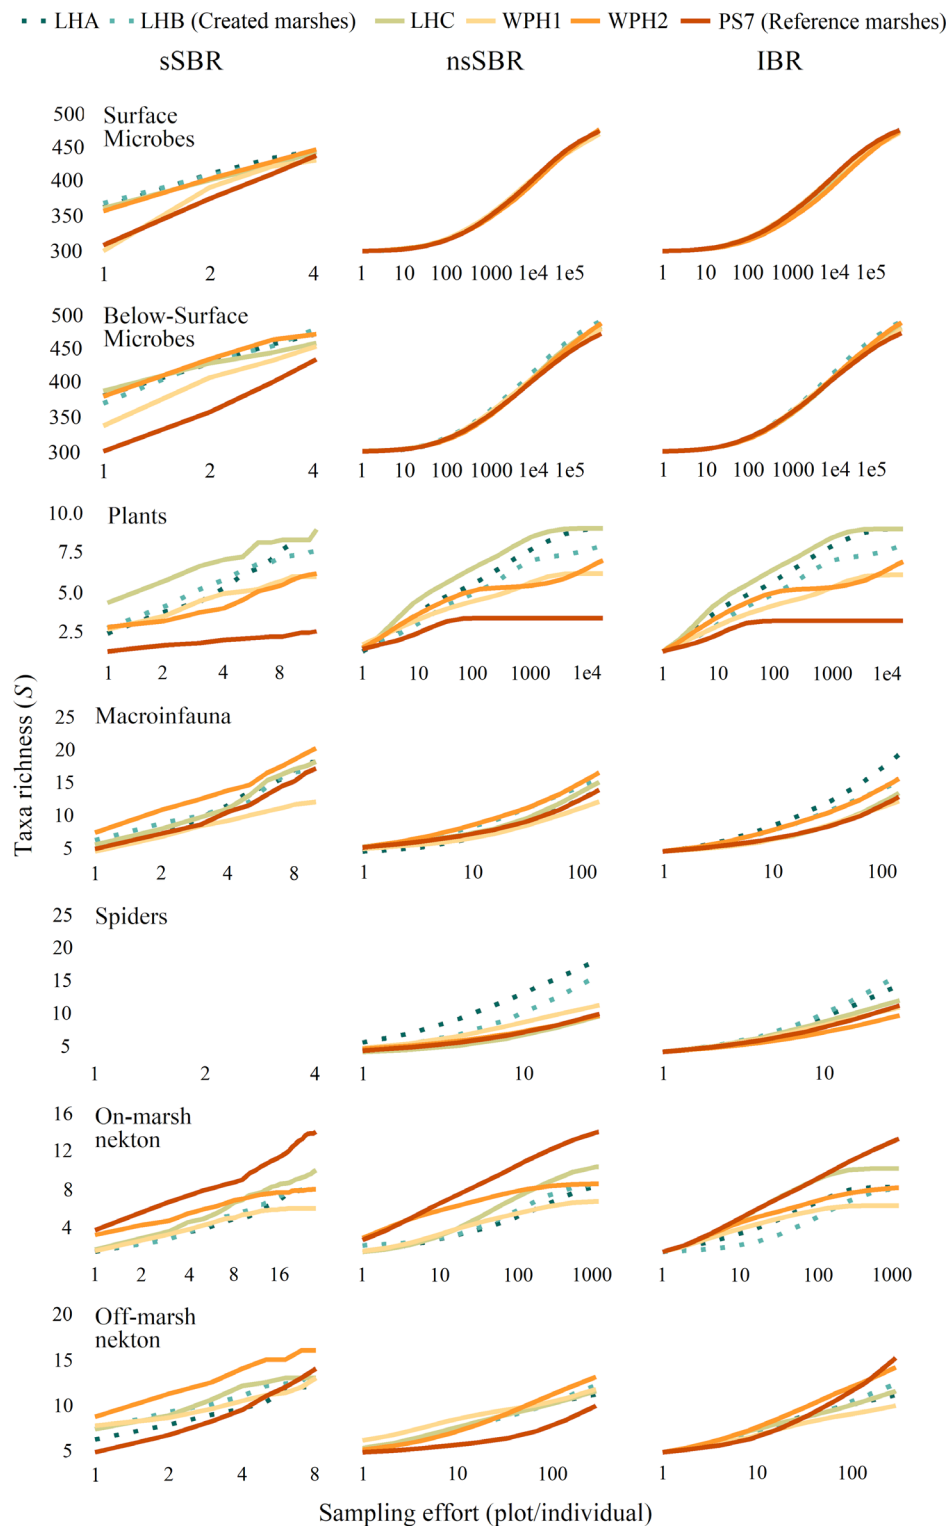 LHA LHB (Created marshes) LHC WPH1 WPH2 PS7 (Reference marshes)
sSBR nsSBR IBR
Surface
Microbes
500
450
400
350
300
1 2 4
1 10 100 1000 1e4 1e5
1 10 100 1000 1e4 1e5
Below-Surface
Microbes
500
450
400
350
300
1 2 4
1 10 100 1000 1e4 1e5
1 10 100 1000 1e4 1e5
Plants
10.0
7.5
5.0
2.5
1 2 4 8
1 10 100 1000 1e4
1 10 100 1000 1e4
Taxa richness (S)
Macroinfauna
25
20
15
10
5
1 2 4 8
1 10 100
1 10 100
Spiders
25
20
15
10
5
1 2 4
1 10
1 10
On-marsh
nekton
16
12
8
4
1 2 4 8 16
1 10 100 1000
1 10 100 1000
Off-marsh
nekton
20
15
10
5
1 2 4 8
1 10 100
1 10 100
Sampling effort (plot/individual)